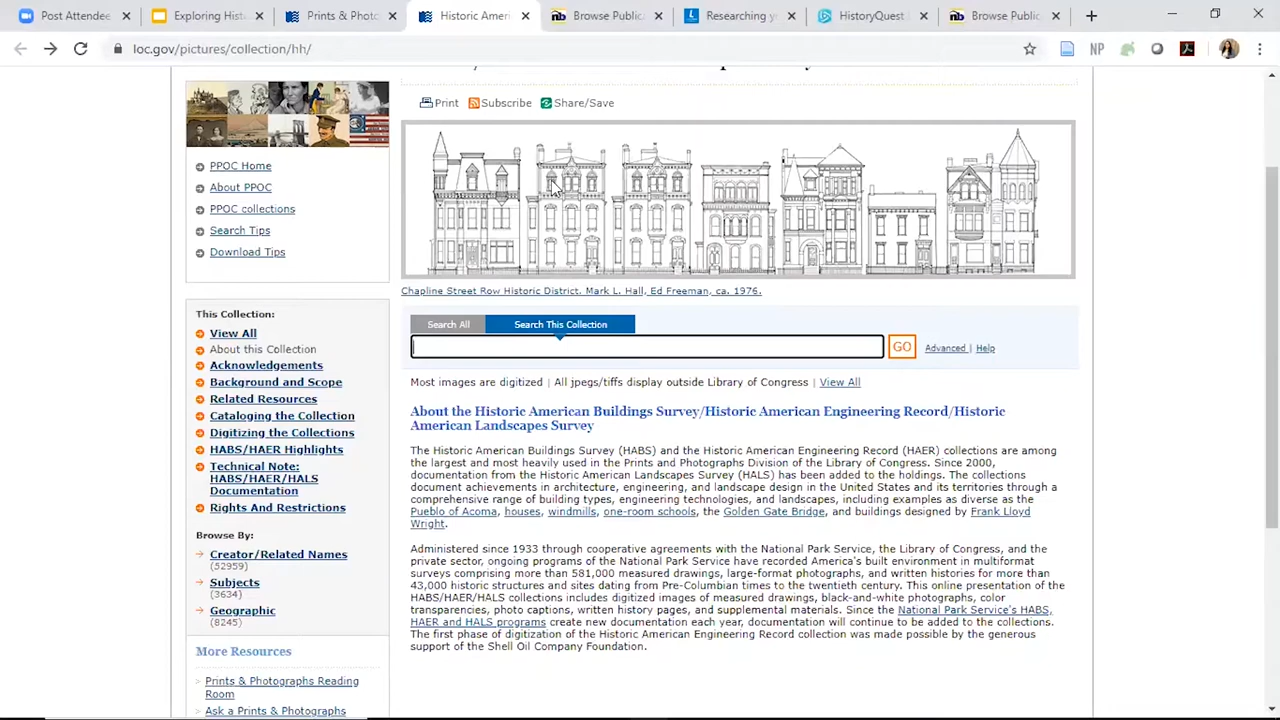 Post Attendee
Exploring Hist
Prints & Photo
Historic Amer
Browse Public
Researching y
HistoryQuest
Browse Public
loc.gov/pictures/collection/hh/
NP
Print
Subscribe
Share/Save
PPOC Home
About PPOC
PPOC collections
Search Tips
Download Tips
Chapline Street Row Historic District. Mark L. Hall, Ed Freeman, ca. 1976.
This Collection:
View All
About this Collection
Acknowledgements
Background and Scope
Related Resources
Cataloging the Collection
Digitizing the Collections
HABS/HAER Highlights
Technical Note:
HABS/HAER/HALS
Documentation
Rights And Restrictions
Browse By:
Creator/Related Names
(52959)
Subjects
(3634)
Geographic
(8245)
More Resources
Prints & Photographs Reading
Room
Ask a Prints & Photographs
Search All
Search This Collection
GO
Advanced | Help
Most images are digitized | All jpegs/tiffs display outside Library of Congress | View All
About the Historic American Buildings Survey/Historic American Engineering Record/Historic
American Landscapes Survey
The Historic American Buildings Survey (HABS) and the Historic American Engineering Record (HAER) collections are among
the largest and most heavily used in the Prints and Photographs Division of the Library of Congress. Since 2000,
documentation from the Historic American Landscapes Survey (HALS) has been added to the holdings. The collections
document achievements in architecture, engineering, and landscape design in the United States and its territories through a
comprehensive range of building types, engineering technologies, and landscapes, including examples as diverse as the
Pueblo of Acoma, houses, windmills, one-room schools, the Golden Gate Bridge, and buildings designed by Frank Lloyd
Wright.
Administered since 1933 through cooperative agreements with the National Park Service, the Library of Congress, and the
private sector, ongoing programs of the National Park Service have recorded America's built environment in multiformat
surveys comprising more than 581,000 measured drawings, large-format photographs, and written histories for more than
43,000 historic structures and sites dating from Pre-Columbian times to the twentieth century. This online presentation of the
HABS/HAER/HALS collections includes digitized images of measured drawings, black-and-white photographs, color
transparencies, photo captions, written history pages, and supplemental materials. Since the National Park Service's HABS,
HAER and HALS programs create new documentation each year, documentation will continue to be added to the collections.
The first phase of digitization of the Historic American Engineering Record collection was made possible by the generous
support of the Shell Oil Company Foundation.